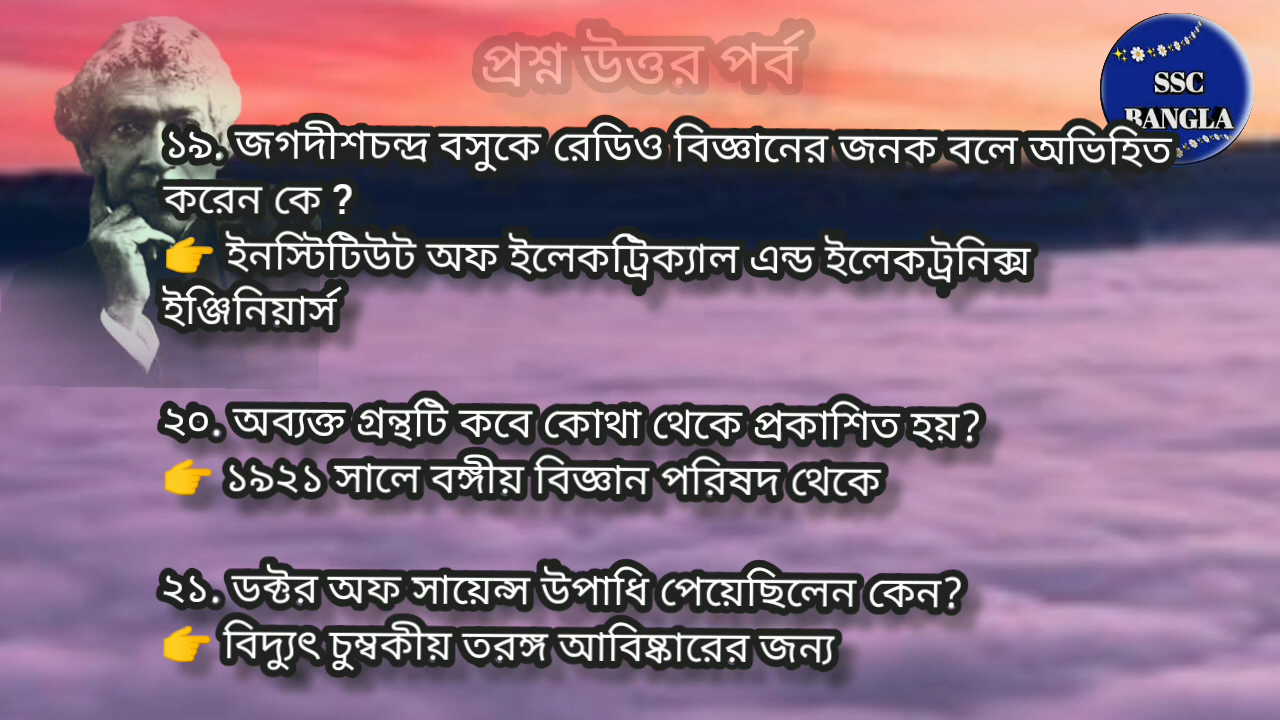 প্রশ্ন উত্তর পর্ব
SSC
BANGLA
১৯. জগদীশচন্দ্র বসুকে রেডিও বিজ্ঞানের জনক বলে অভিহিত
করেন কে ?
👉 ইনস্টিটিউট অফ ইলেকট্রিক্যাল এন্ড ইলেকট্রনিক্স
ইঞ্জিনিয়ার্স
২০. অব্যক্ত গ্রন্থটি কবে কোথা থেকে প্রকাশিত হয়?
👉 ১৯২১ সালে বঙ্গীয় বিজ্ঞান পরিষদ থেকে
২১. ডক্টর অফ সায়েন্স উপাধি পেয়েছিলেন কেন?
👉 বিদ্যুৎ চুম্বকীয় তরঙ্গ আবিষ্কারের জন্য